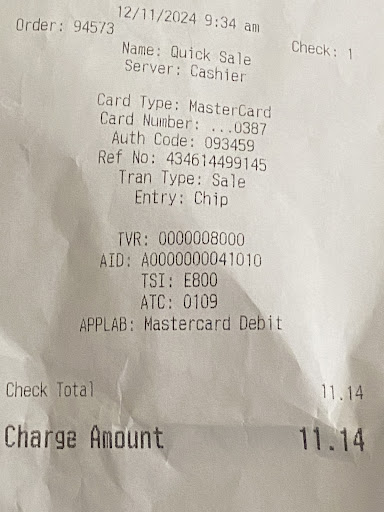 12/11/2024 9:34 am
Order: 94573
Check: 1
Name: Quick Sale
Server: Cashier
Card Type: MasterCard
Card Number: ...0387
Auth Code: 093459
Ref No: 434614499145
Tran Type: Sale
Entry: Chip
TVR: 0000008000
AID: A0000000041010
TSI: E800
ATC: 0109
APPLAB: Mastercard Debit
Check Total 11.14
Charge Amount 11.14